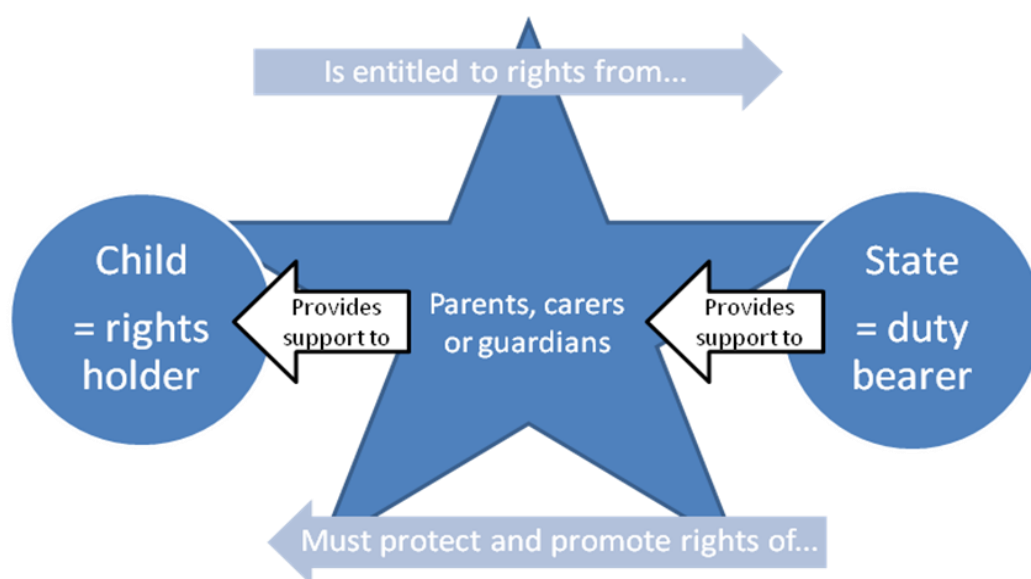 Is entitled to rights from...
Child
= rights
holder
Provides
support to
Parents, carers
or guardians
Provides
support to
State
= duty
bearer
Must protect and promote rights of...